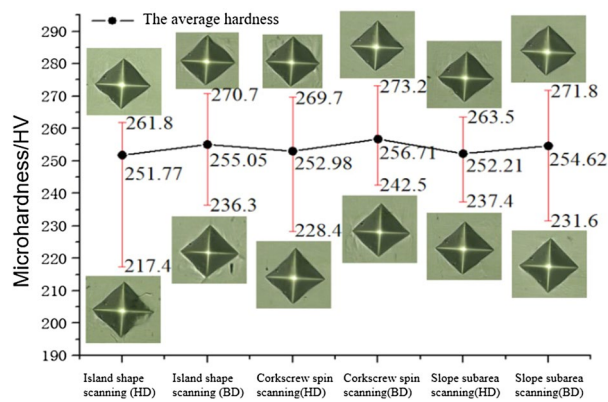 The average hardness
Microhardness/HV
290
280
270
260
250
240
230
220
210
200
190
261.8
251.77
217.4
270.7
255.05
236.3
269.7
252.98
228.4
273.2
256.71
242.5
263.5
252.21
237.4
271.8
254.62
231.6
Island shape
scanning (HD)
Island shape
scanning (BD)
Corkscrew spin
scanning(HD)
Corkscrew spin
scanning(BD)
Slope subarea
scanning(HD)
Slope subarea
scanning(BD)